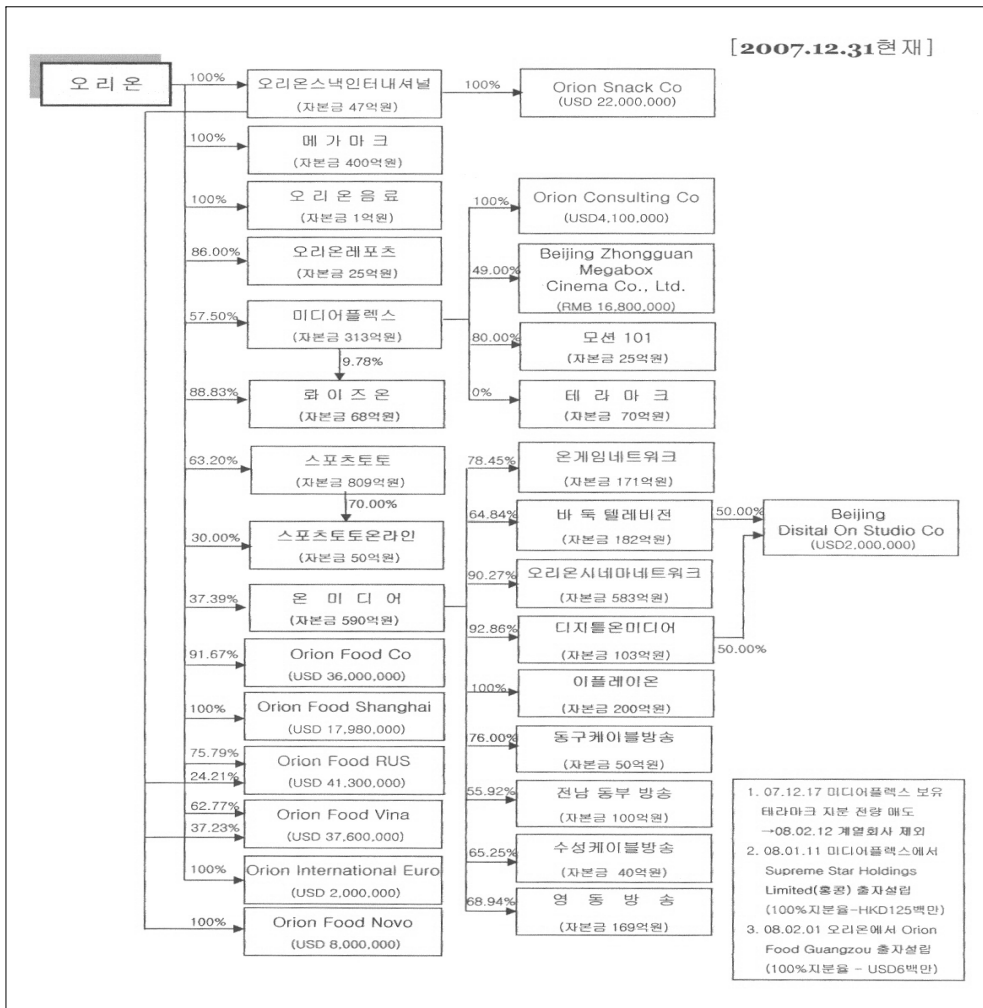 [2007.12.31현재]
오리온
100%
오리온스낵인터내셔널
(자본금 47억원)
100%
Orion Snack Co
(USD 22,000,000)
100%
메가마크
(자본금 400억원)
100%
오리온음료
(자본금 1억원)
86.00%
오리온레포츠
(자본금 25억원)
57.50%
미디어플렉스
(자본금 313억원)
9.78%
100%
Orion Consulting Co
(USD4,100,000)
49.00%
Beijing Zhongguan
Megabox
Cinema Co., Ltd.
(RMB 16,800,000)
80.00%
모션 101
(자본금 25억원)
0%
테라마크
(자본금 70억원)
88.83%
롸이즈온
(자본금 68억원)
63.20%
스포츠토토
(자본금 809억원)
70.00%
30.00%
스포츠토토온라인
(자본금 50억원)
37.39%
온미디어
(자본금 590억원)
78.45%
온게임네트워크
(자본금 171억원)
64.84%
바둑텔레비전
(자본금 182억원)
50.00%
Beijing
Disital On Studio Co
(USD2,000,000)
90.27%
오리온시네마네트워크
(자본금 583억원)
92.86%
디지틀온미디어
(자본금 103억원)
50.00%
100%
이플레이온
(자본금 200억원)
76.00%
동구케이블방송
(자본금 50억원)
55.92%
전남 동부 방송
(자본금 100억원)
65.25%
수성케이블방송
(자본금 40억원)
68.94%
영동방송
(자본금 169억원)
91.67%
Orion Food Co
(USD 36,000,000)
100%
Orion Food Shanghai
(USD 17,980,000)
75.79%
24.21%
Orion Food RUS
(USD 41,300,000)
62.77%
37.23%
Orion Food Vina
(USD 37,600,000)
100%
Orion International Euro
(USD 2,000,000)
100%
Orion Food Novo
(USD 8,000,000)
1. 07.12.17 미디어플렉스 보유
테라마크 지분 전량 매도
→08.02.12 계열회사 제외
2. 08.01.11 미디어플렉스에서
Supreme Star Holdings
Limited(홍콩) 출자설립
(100%지분율-HKD125백만)
3. 08.02.01 오리온에서 Orion
Food Guangzou 출자설립
(100%지분율 - USD6백만)